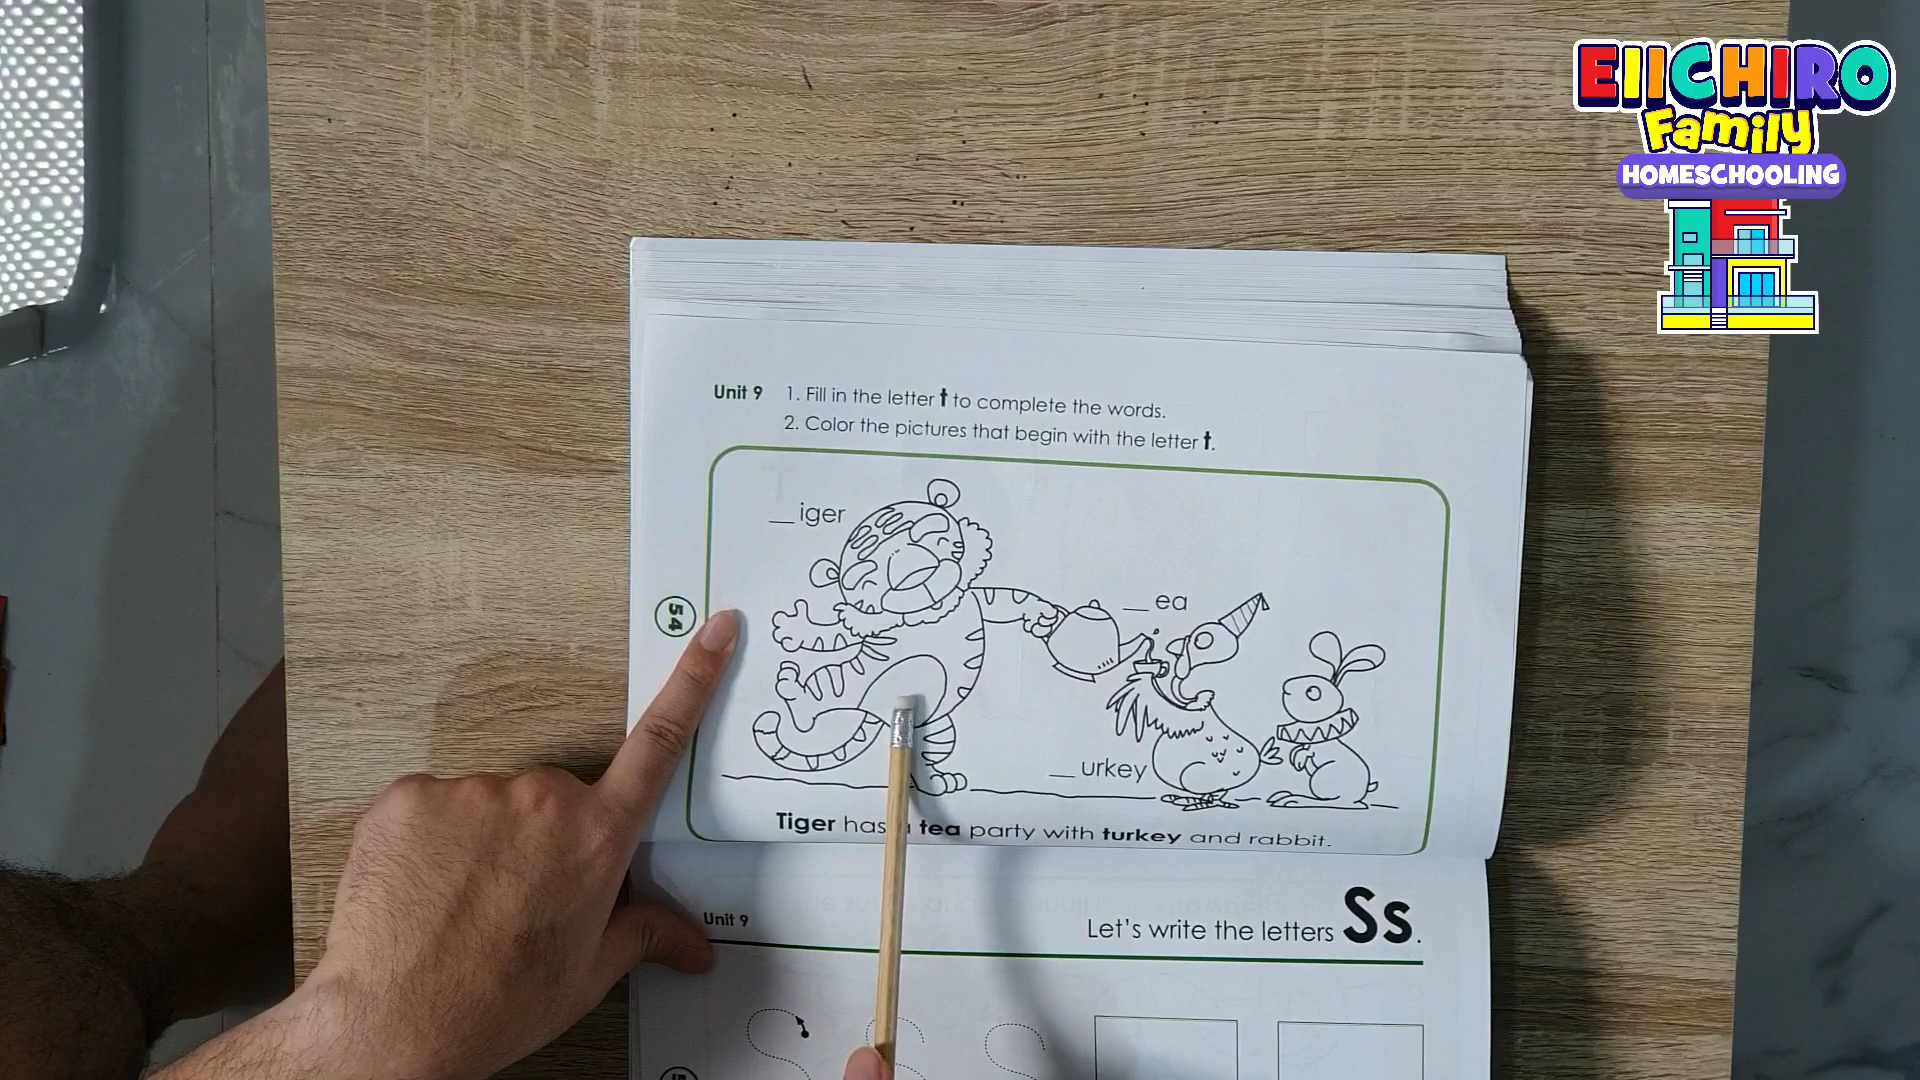 EIICHIRO
Family
HOMESCHOOLING
Unit 9 1. Fill in the letter t to complete the words.
2. Color the pictures that begin with the letter t.
__ iger
__ ea
54
__ urkey
Tiger has a tea party with turkey and rabbit.
Unit 9 Let's write the letters Ss.
S S S